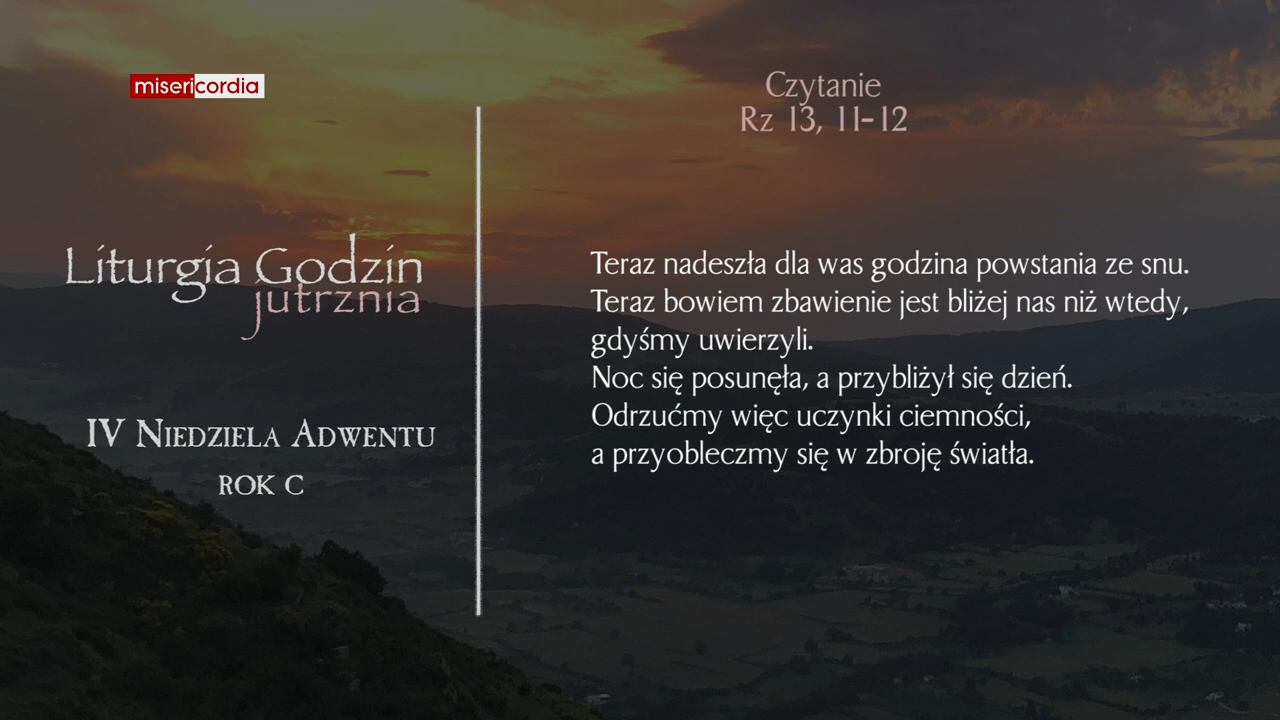 misericordia
Liturgia Godzin
jutrznia
IV Niedziela Adwentu
rok C
Czytanie
Rz 13, 11-12
Teraz nadeszła dla was godzina powstania ze snu.
Teraz bowiem zbawienie jest bliżej nas niż wtedy,
gdyśmy uwierzyli.
Noc się posunęła, a przybliżył się dzień.
Odrzućmy więc uczynki ciemności,
a przyobleczmy się w zbroję światła.